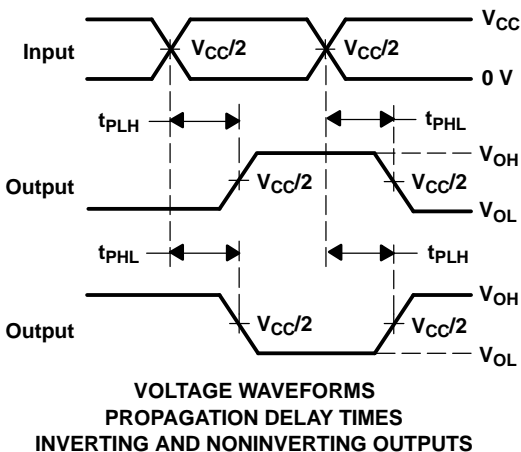 VCC
Input
VCC/2
VCC/2
0 V
tPLH
tPHL
VOH
Output
VCC/2
VCC/2
VOL
tPHL
tPLH
VOH
Output
VCC/2
VCC/2
VOL
VOLTAGE WAVEFORMS
PROPAGATION DELAY TIMES
INVERTING AND NONINVERTING OUTPUTS